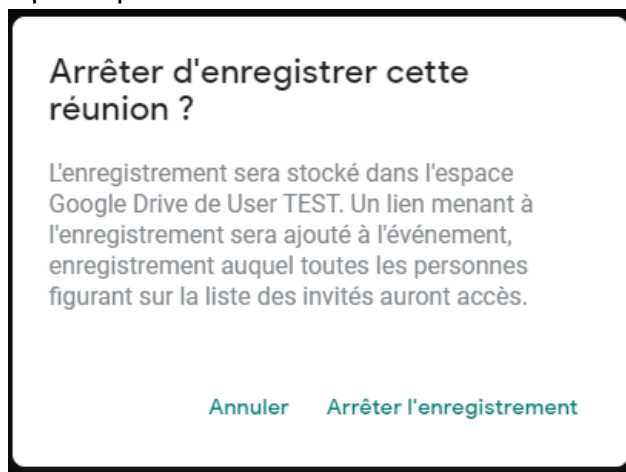 Arrêter d'enregistrer cette
réunion ?
L'enregistrement sera stocké dans l'espace
Google Drive de User TEST. Un lien menant à
l'enregistrement sera ajouté à l'événement,
enregistrement auquel toutes les personnes
figurant sur la liste des invités auront accès.
Annuler Arrêter l'enregistrement